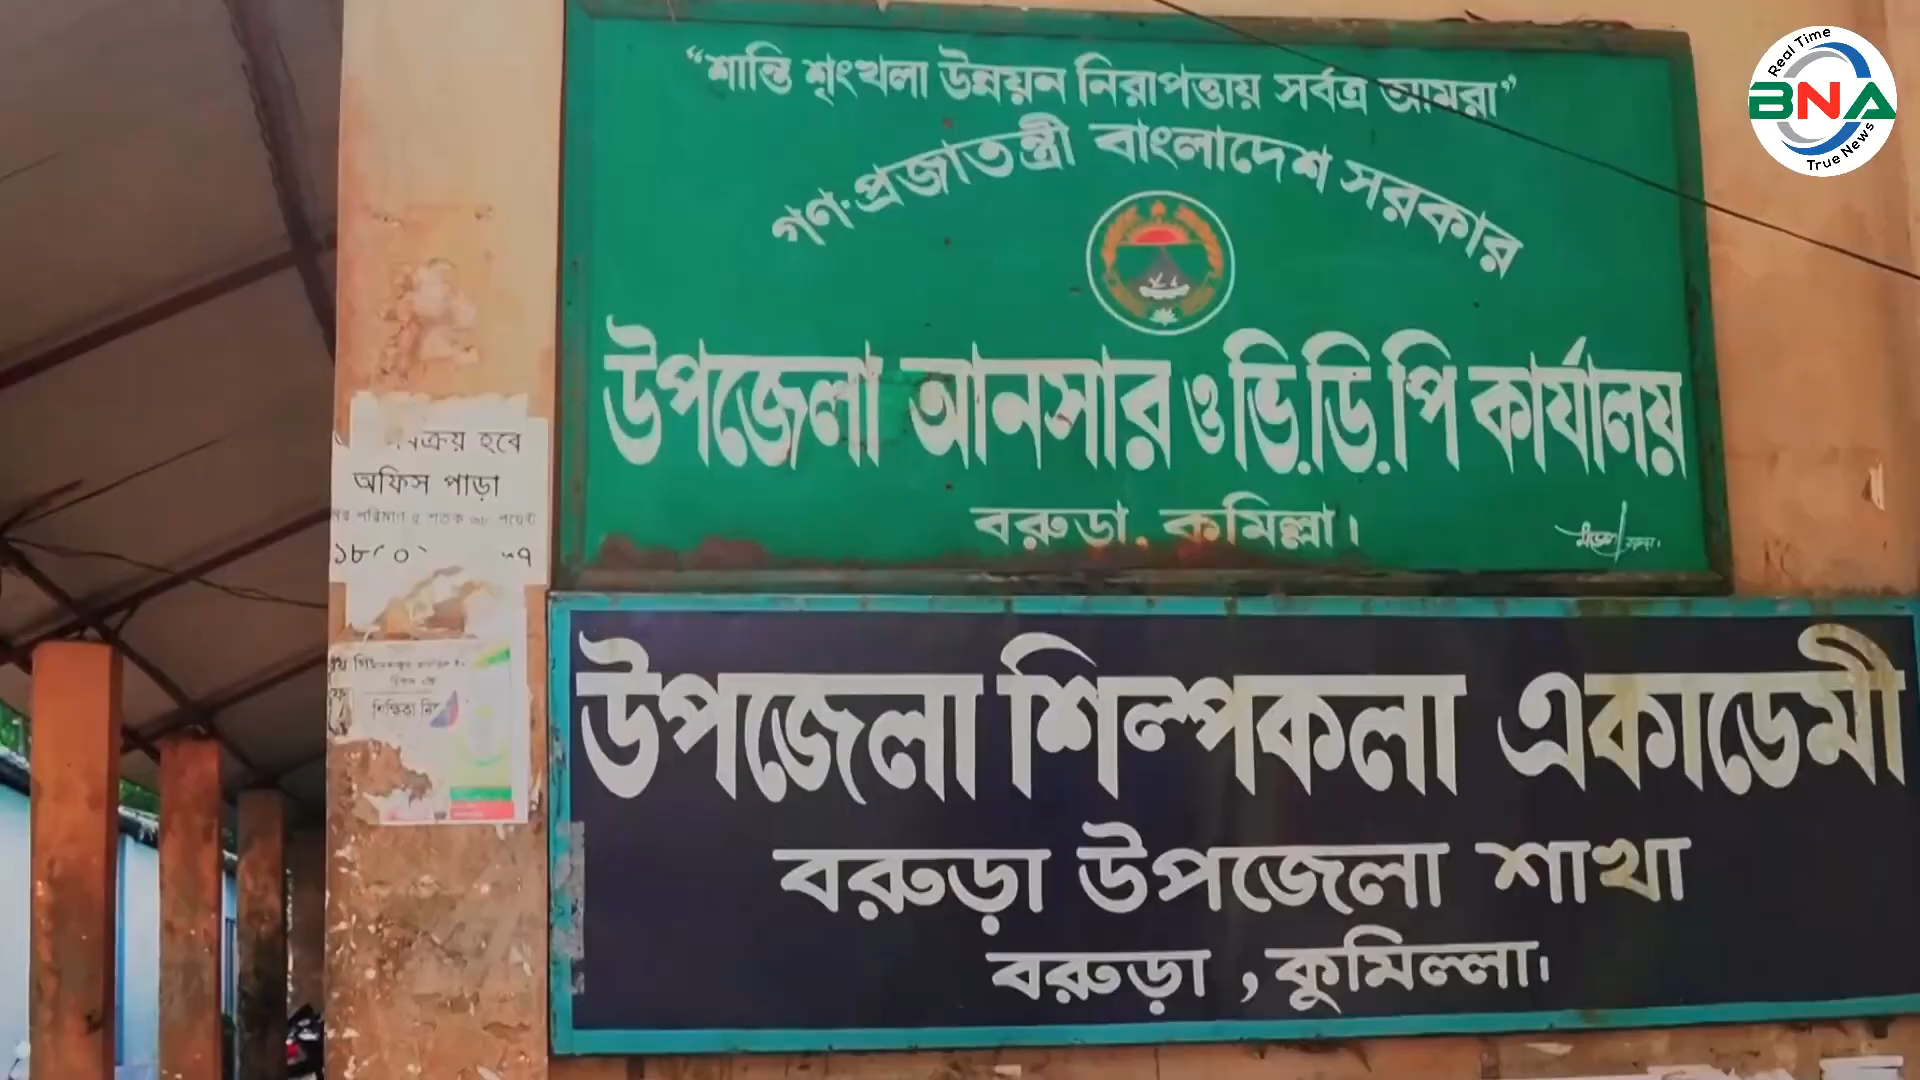 “শান্তি শৃংখলা উন্নয়ন নিরাপত্তায় সর্বত্র আমরা”
গণ-প্রজাতন্ত্রী বাংলাদেশ সরকার
উপজেলা আনসার ও ভি.ডি.পি কার্যালয়
বরুড়া, কুমিল্লা।
উপজেলা শিল্পকলা একাডেমী
বরুড়া উপজেলা শাখা
বরুড়া, কুমিল্লা।
হবে
অফিস পাড়া
Real Time
BNA
True News